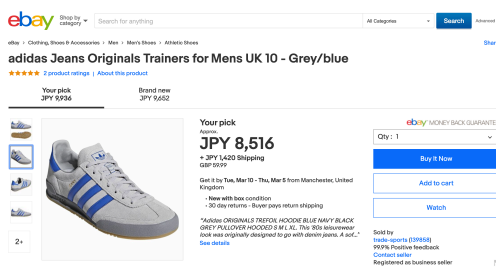 ebay
Shop by category
Search for anything
All Categories
Search
Advanced
eBay > Clothing, Shoes & Accessories > Men > Men's Shoes > Athletic Shoes
Shar
adidas Jeans Originals Trainers for Mens UK 10 - Grey/blue
2 product ratings | About this product
Your pick
JPY 9,936
Brand new
JPY 9,652
2+
Your pick
Approx.
JPY 8,516
+ JPY 1,420 Shipping
GBP 59.99
Get it by Tue, Mar 10 - Thu, Mar 5 from Manchester, United
Kingdom
• New with box condition
• 30 day returns - Buyer pays return shipping
"Adidas ORIGINALS TREFOIL HOODIE BLUE NAVY BLACK
GREY PULLOVER HOODED S M L XL. This '80s leisurewear
look was originally designed to go with denim jeans. A sof..."
See details
ebay MONEY BACK GUARANTE
Qty : 1
Buy It Now
Add to cart
Watch
Sold by
trade-sports (139858)
99.9% Positive feedback
Contact seller
Registered as business seller